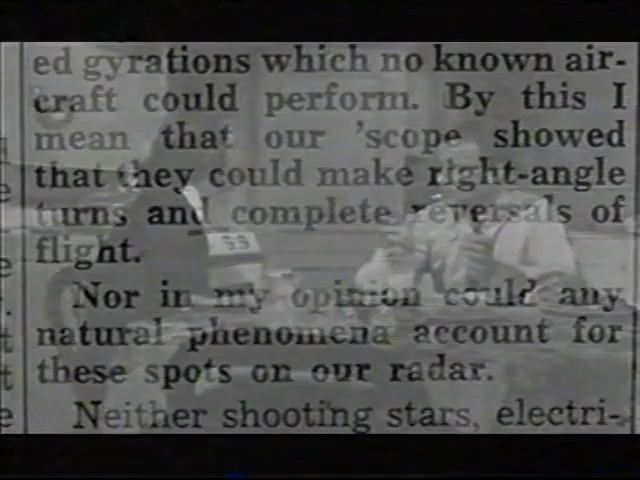 ed gyrations which no known air-
craft could perform. By this I
mean that our 'scope showed
that they could make right-angle
turns and complete reversals of
flight.
Nor in my opinion could any
natural phenomena account for
these spots on our radar.
Neither shooting stars, electri-